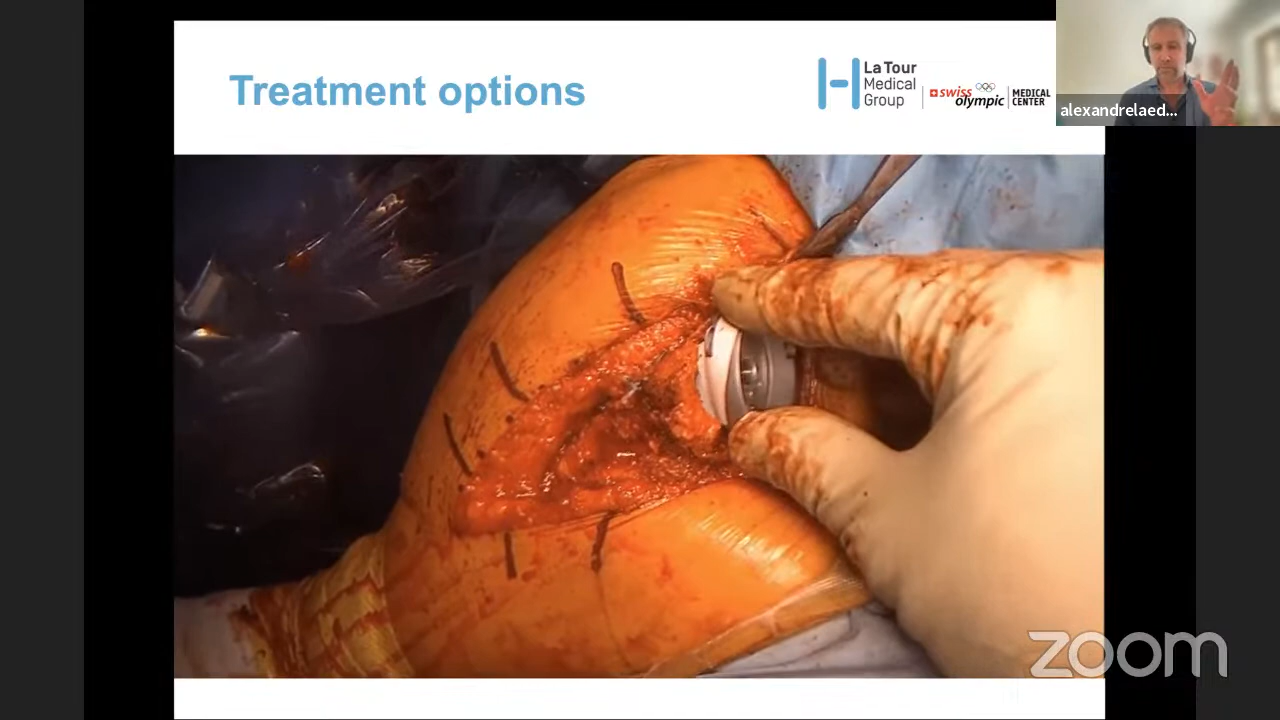 Treatment options
La Tour
Medical
Group
swiss
olympic
MEDICAL
CENTER
alexandrelaed...
zoom